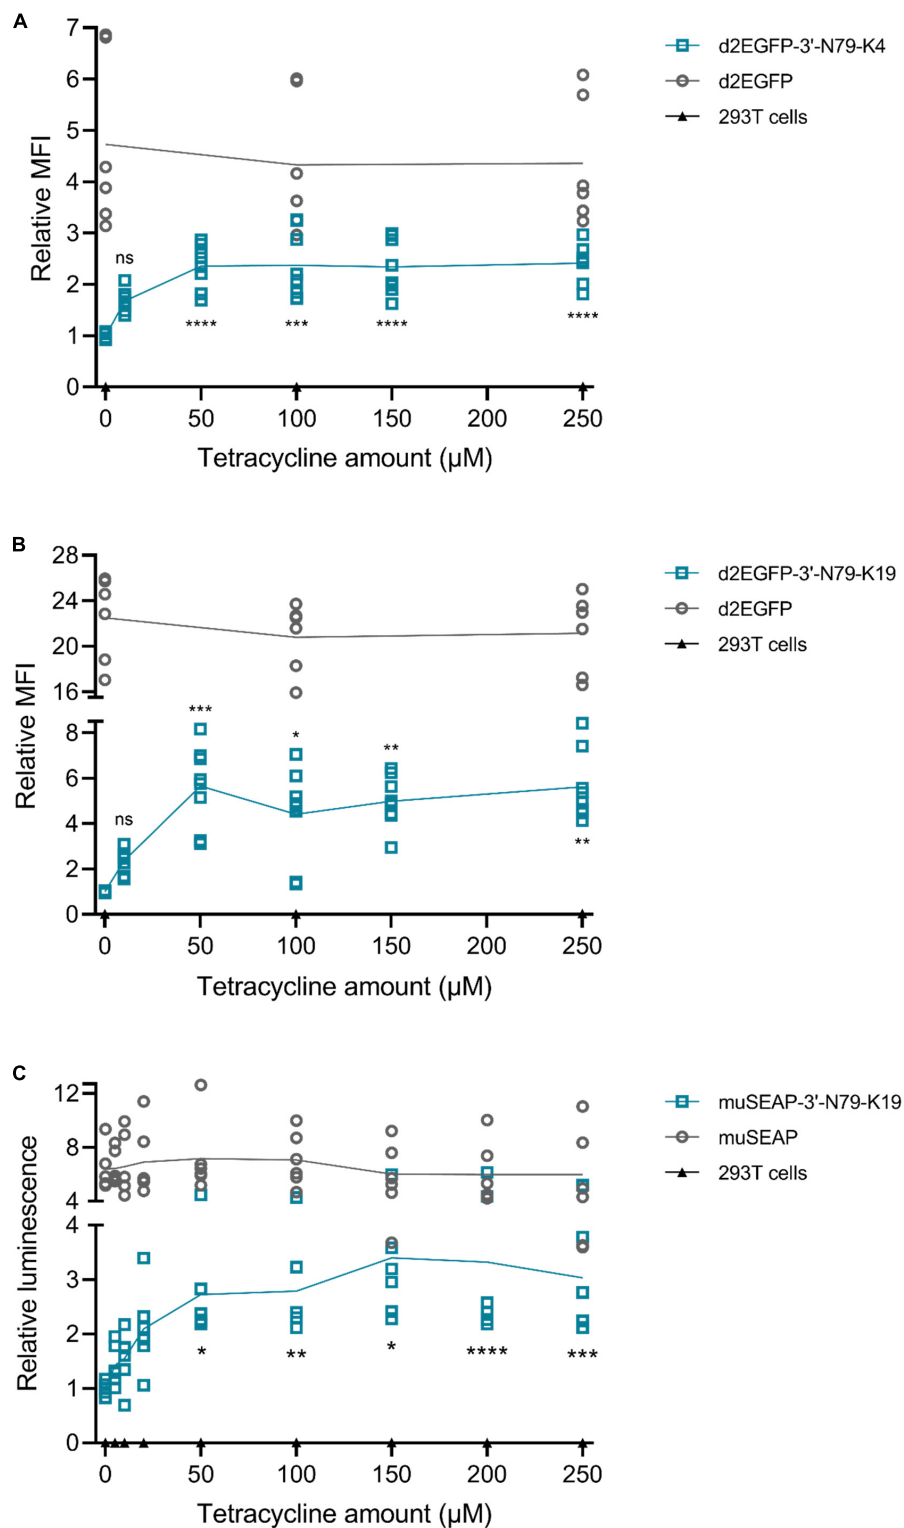 A
7
6
5
4
3
2
1
0
Relative MFI
ns
**** *** **** ****
0 50 100 150 200 250
Tetracycline amount (µM)
d2EGFP-3'-N79-K4
d2EGFP
293T cells
B
28
24
20
16
8
6
4
2
0
Relative MFI
ns
*** * ** **
0 50 100 150 200 250
Tetracycline amount (µM)
d2EGFP-3'-N79-K19
d2EGFP
293T cells
C
12
8
4
4
3
2
1
0
Relative luminescence
* ** * **** ***
0 50 100 150 200 250
Tetracycline amount (µM)
muSEAP-3'-N79-K19
muSEAP
293T cells